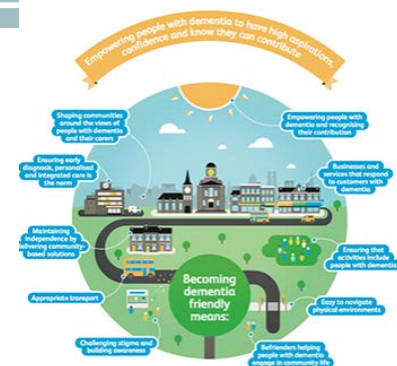 Empowering people with dementia to have high aspirations,
confidence and know they can contribute
Shaping communities
around the views of
people with dementia
and their carers
Empowering people with
dementia and recognising
their contribution
Ensuring early
diagnosis, personalised
and integrated care is
the norm
Businesses and
services that respond
to customers with
dementia
Maintaining
independence by
delivering community-
based solutions
Ensuring that
activities include
people with dementia
Appropriate transport
Becoming
dementia
friendly
means:
Easy to navigate
physical environments
Challenging stigma and
building awareness
Befrienders helping
people with dementia
engage in community life